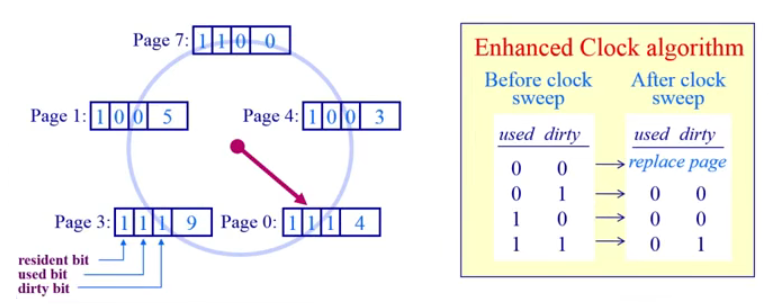 Page 7: 1 1 0 0
Page 1: 1 0 0 5
Page 4: 1 0 0 3
Page 3: 1 1 1 9
Page 0: 1 1 1 4
resident bit
used bit
dirty bit
Enhanced Clock algorithm
Before clock sweep
After clock sweep
used dirty
used dirty
0 0 replace page
0 1 0 0
1 0 0 0
1 1 0 1